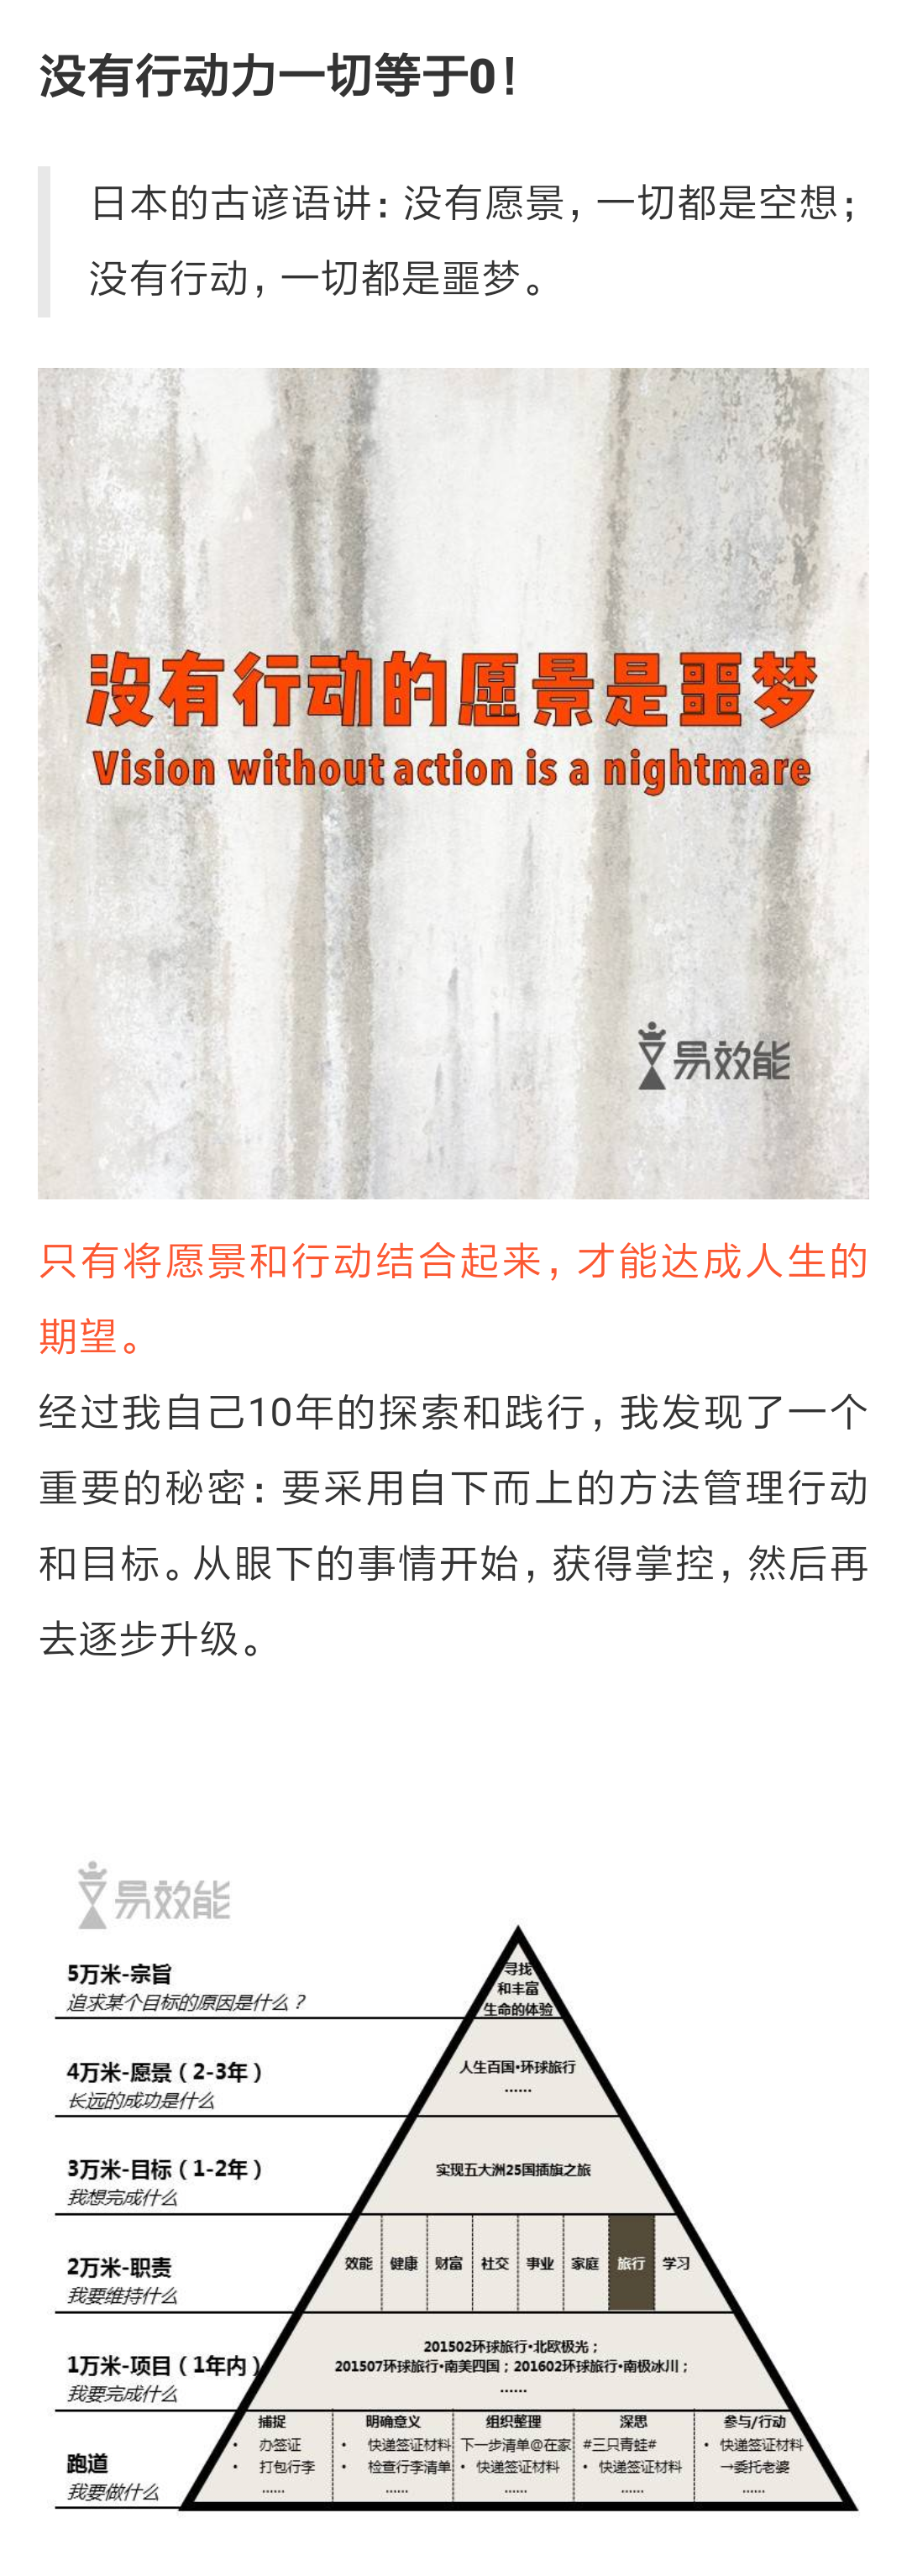 没有行动力一切等于0！
日本的古谚语讲：没有愿景，一切都是空想；
没有行动，一切都是噩梦。
没有行动的愿景是噩梦
Vision without action is a nightmare
易效能
只有将愿景和行动结合起来，才能达成人生的
期望。
经过我自己10年的探索和践行，我发现了一个
重要的秘密：要采用自下而上的方法管理行动
和目标。从眼下的事情开始，获得掌控，然后再
去逐步升级。
易效能
5万米-宗旨
追求某个目标的原因是什么？
寻找
和丰富
生命的体验
4万米-愿景（2-3年）
长远的成功是什么
人生百国·环球旅行
……
3万米-目标（1-2年）
我想完成什么
实现五大洲25国插旗之旅
2万米-职责
我要维持什么
效能 健康 财富 社交 事业 家庭 旅行 学习
1万米-项目（1年内）
我要完成什么
201502环球旅行·北欧极光；
201507环球旅行·南美四国；201602环球旅行·南极冰川；
……
跑道
我要做什么
捕捉 明确意义 组织整理 深思 参与/行动
• 办签证 • 快递签证材料 下一步清单@在家 #三只青蛙# • 快递签证材料
• 打包行李 • 检查行李清单 • 快递签证材料 • 快递签证材料 →委托老婆
…… …… …… …… ……